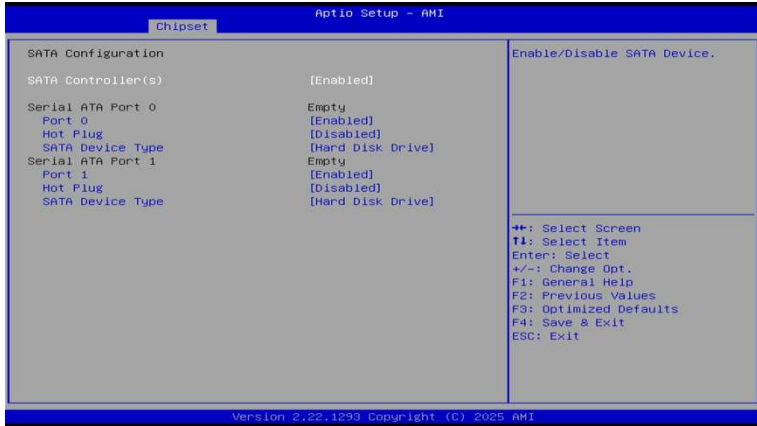 Aptio Setup - AMI
Chipset
SATA Configuration
SATA Controller(s) [Enabled]
Serial ATA Port 0 Empty
Port 0 [Enabled]
Hot Plug [Disabled]
SATA Device Type [Hard Disk Drive]
Serial ATA Port 1 Empty
Port 1 [Enabled]
Hot Plug [Disabled]
SATA Device Type [Hard Disk Drive]
Enable/Disable SATA Device.
→←: Select Screen
↑↓: Select Item
Enter: Select
+/-: Change Opt.
F1: General Help
F2: Previous Values
F3: Optimized Defaults
F4: Save & Exit
ESC: Exit
Version 2.22.1293 Copyright (C) 2025 AMI